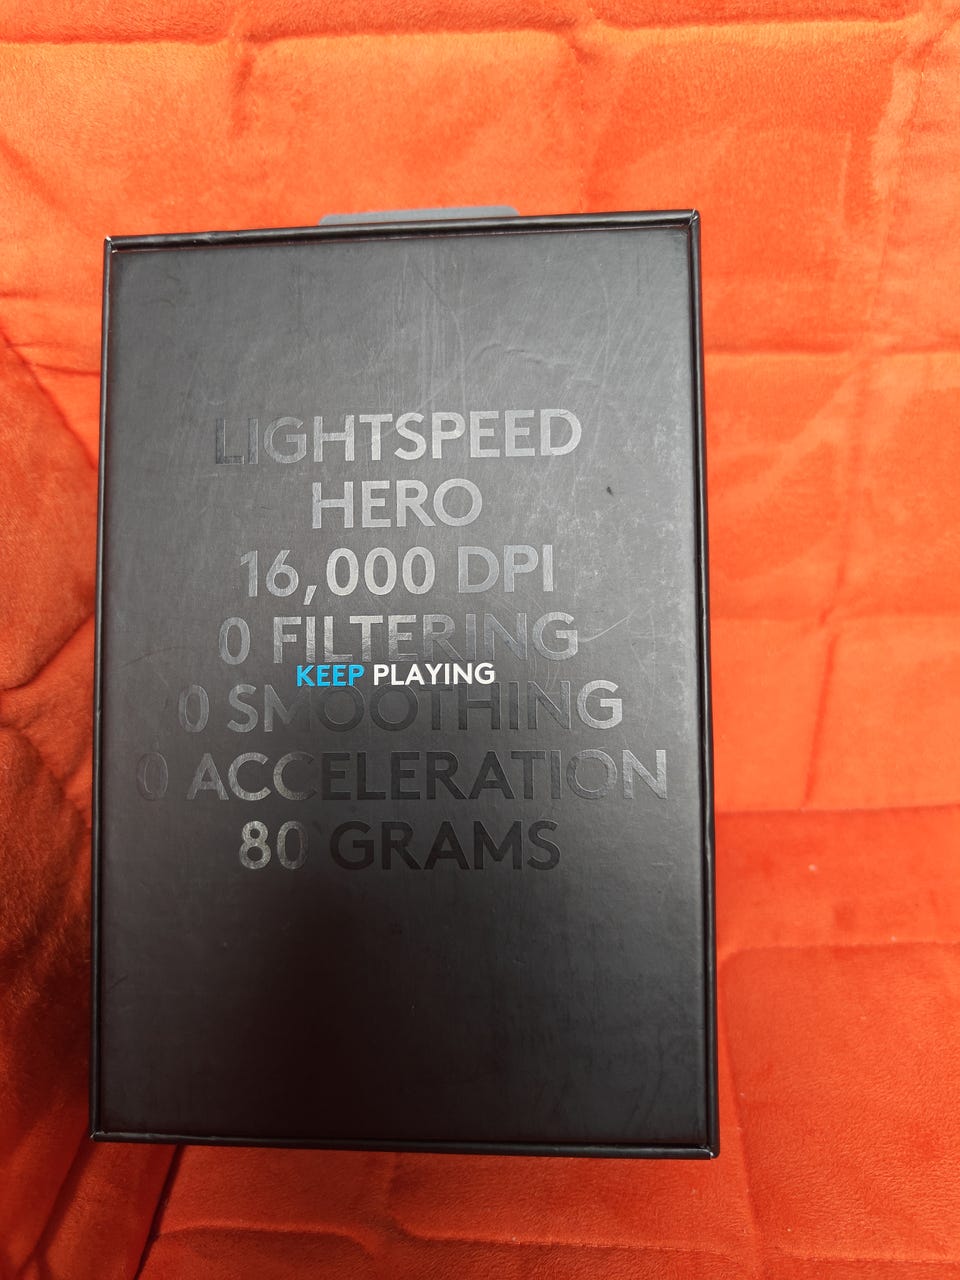 LIGHTSPEED
HERO
16,000 DPI
0 FILTERING
KEEP PLAYING
0 SMOOTHING
0 ACCELERATION
80 GRAMS